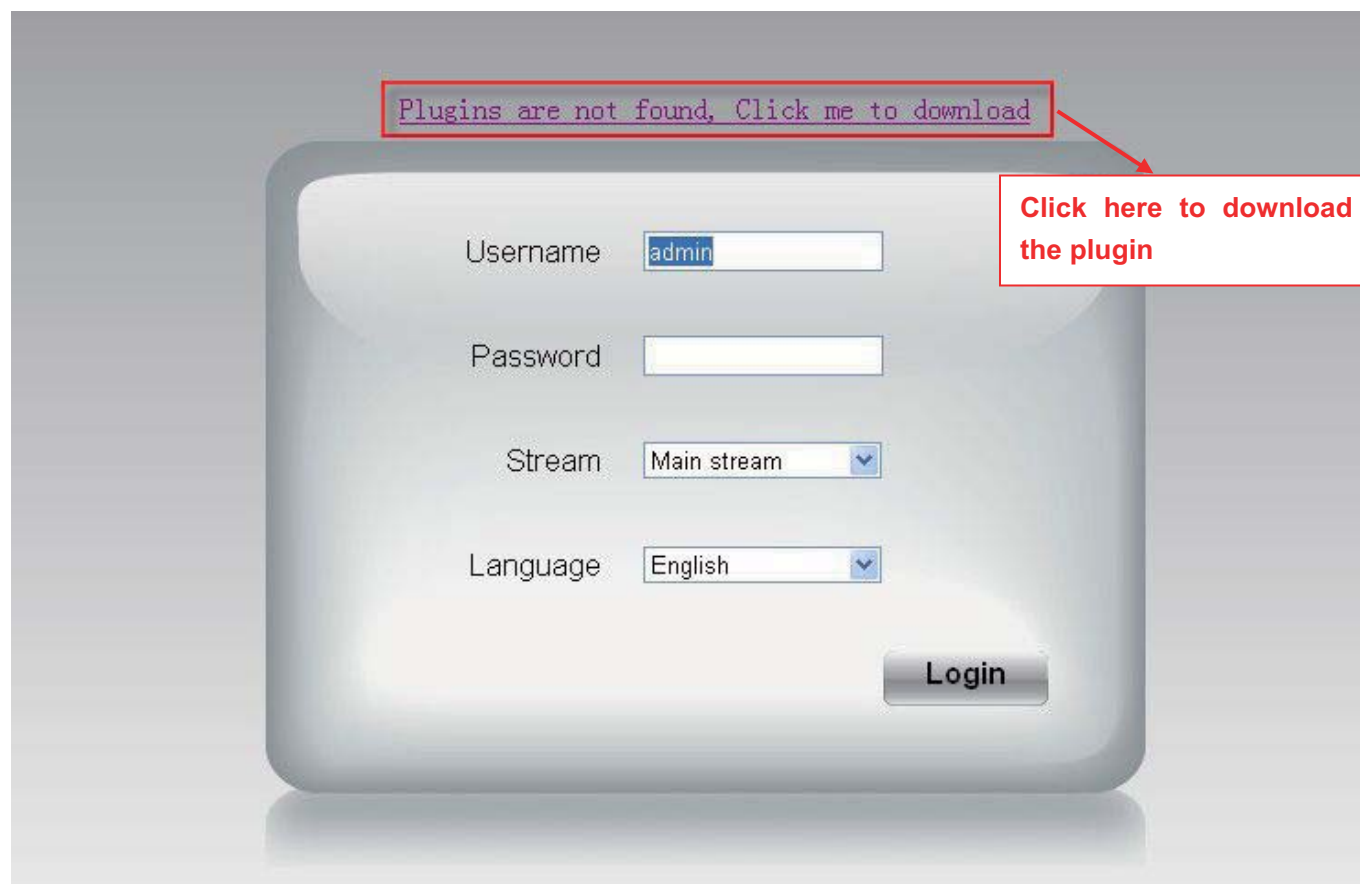 Plugins are not found, Click me to download
Click here to download
the plugin
Username admin
Password
Stream Main stream
Language English
Login